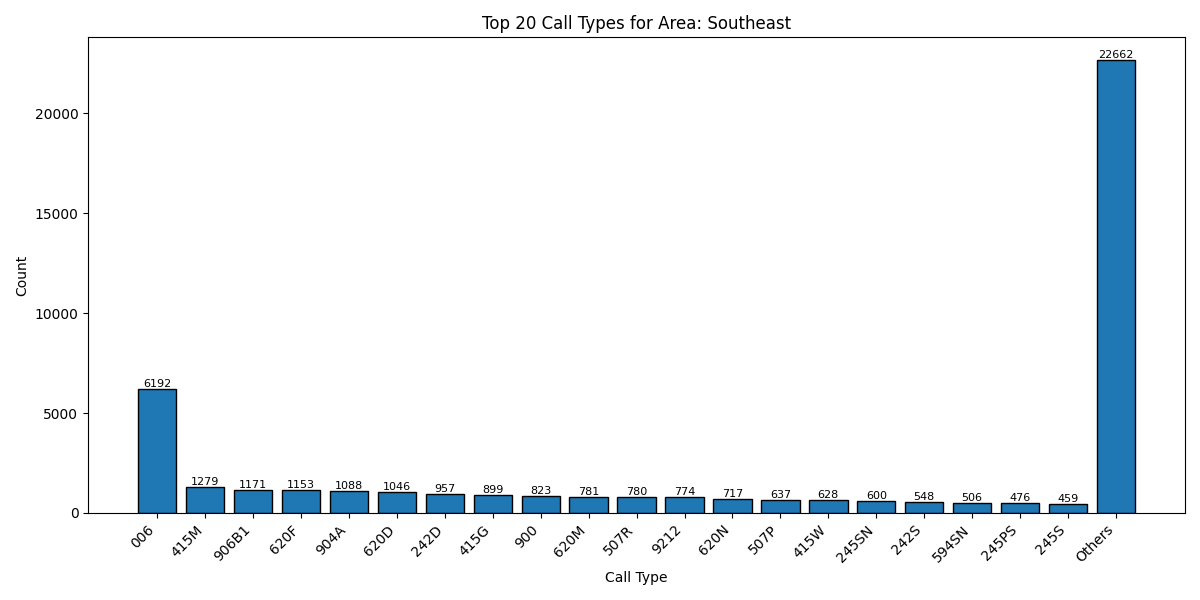 Top 20 Call Types for Area: Southeast
22662
20000
15000
10000
5000
0
Count
6192
1279
1171
1153
1088
1046
957
899
823
781
780
774
717
637
628
600
548
506
476
459
006
415M
906B1
620F
904A
620D
242D
415G
900
620M
507R
9212
620N
507P
415W
245SN
242S
594SN
245PS
245S
Others
Call Type